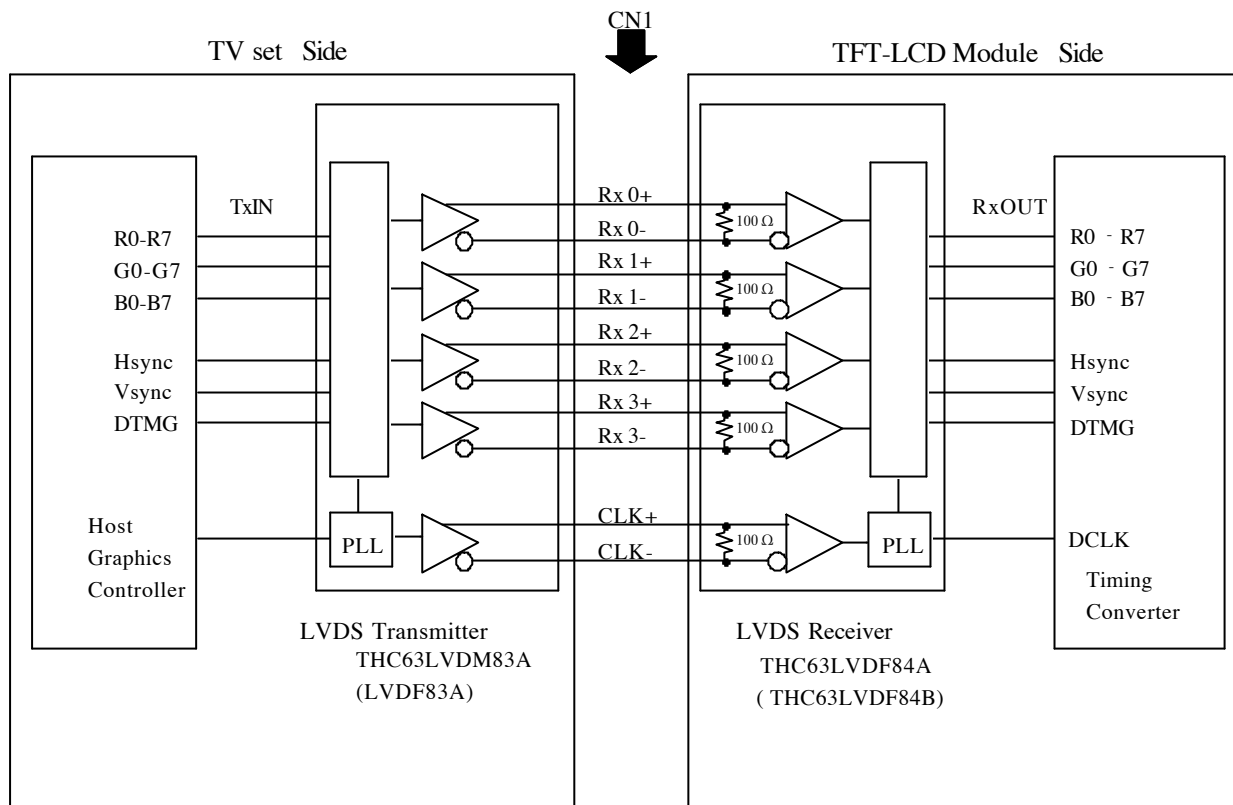 CN1
TV set Side
TFT-LCD Module Side
TxIN
R0-R7
G0-G7
B0-B7
Hsync
Vsync
DTMG
Host
Graphics
Controller
PLL
LVDS Transmitter
THC63LVDM83A
(LVDF83A)
Rx 0+
Rx 0-
Rx 1+
Rx 1-
Rx 2+
Rx 2-
Rx 3+
Rx 3-
CLK+
CLK-
100 Ω
100 Ω
100 Ω
100 Ω
100 Ω
PLL
LVDS Receiver
THC63LVDF84A
( THC63LVDF84B)
RxOUT
R0 - R7
G0 - G7
B0 - B7
Hsync
Vsync
DTMG
DCLK
Timing
Converter